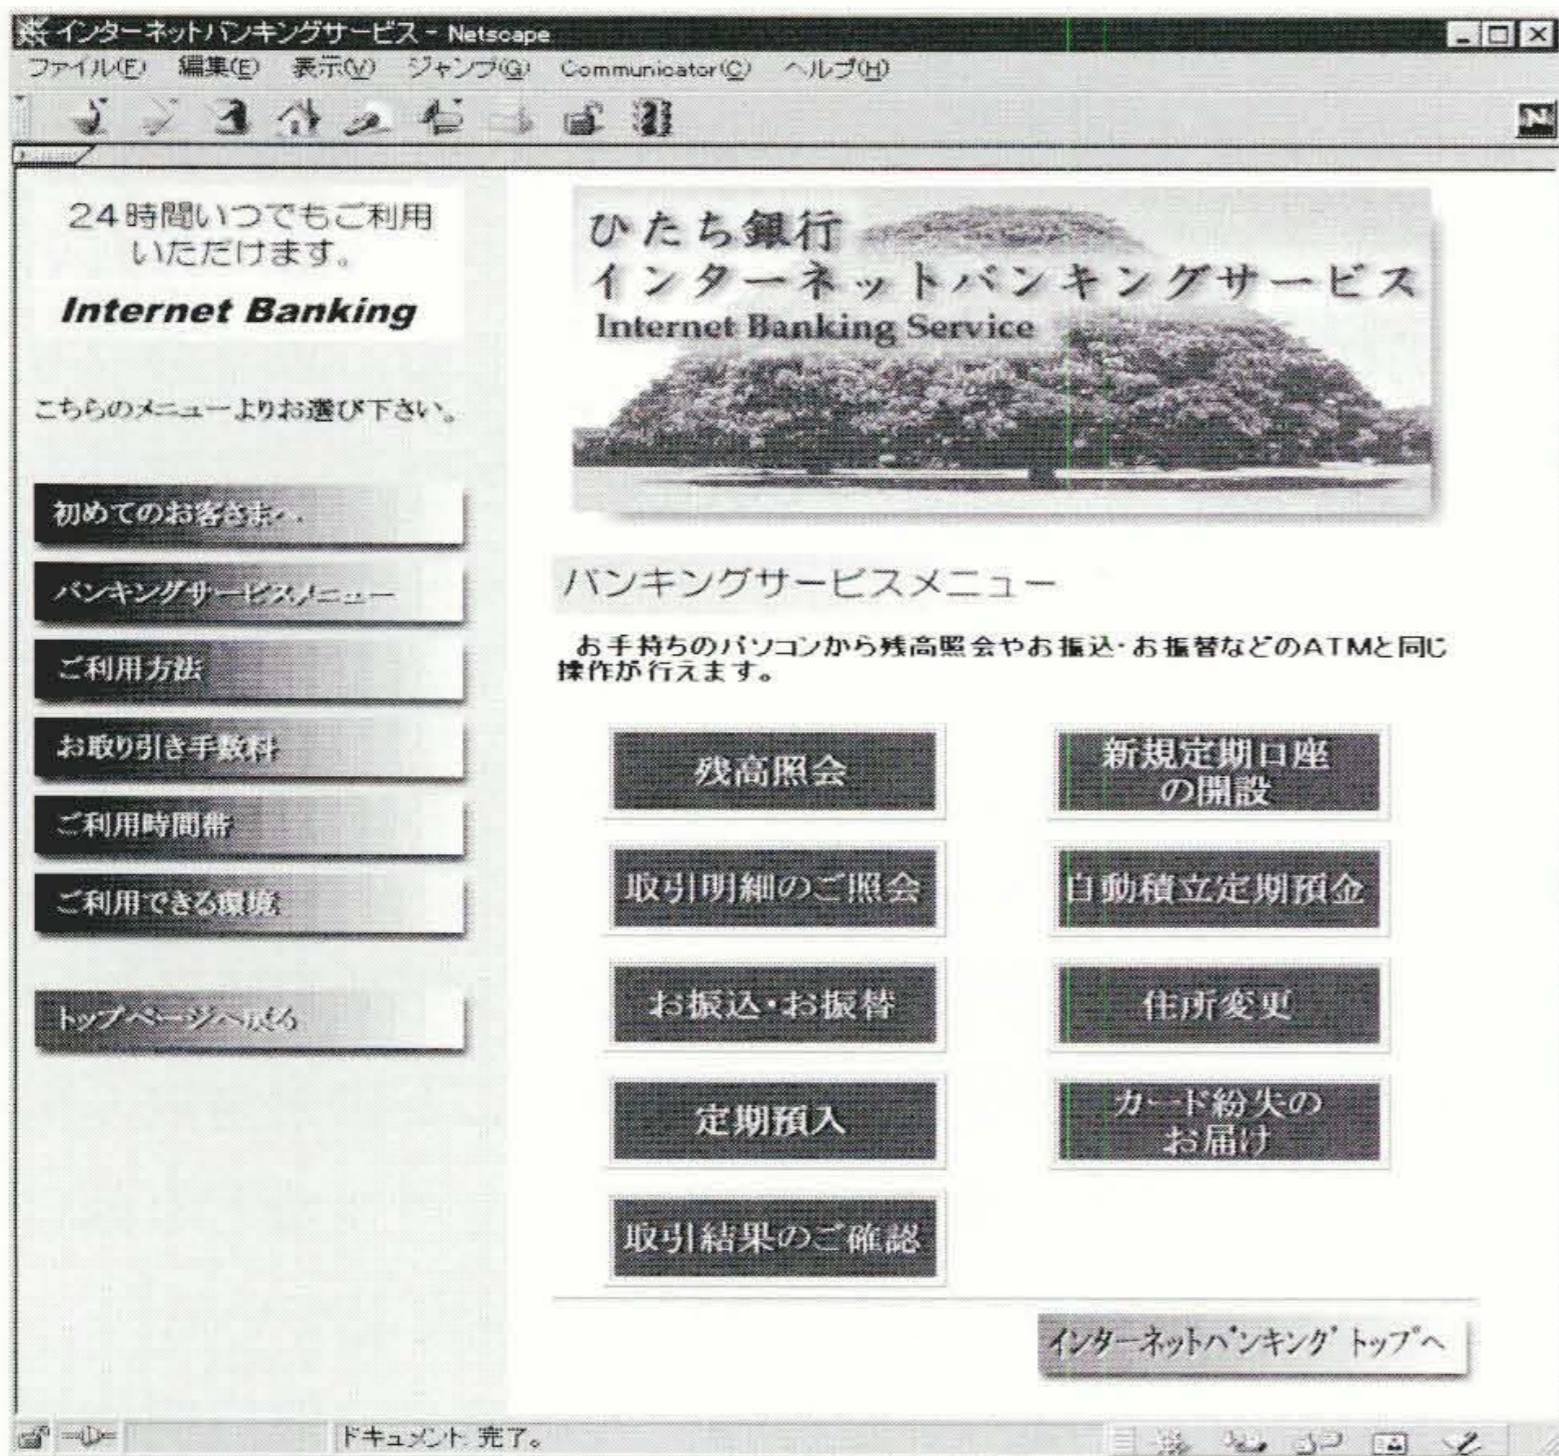 インターネットバンキングサービス - Netscape
ファイル(F) 編集(E) 表示(V) ジャンプ(G) Communicator(C) ヘルプ(H)
24時間いつでもご利用
いただけます。
Internet Banking
こちらのメニューよりお選び下さい。
初めてのお客さまへ
バンキングサービスメニュー
ご利用方法
お取り引き手数料
ご利用時間帯
ご利用できる環境
トップページへ戻る
ひたち銀行
インターネットバンキングサービス
Internet Banking Service
バンキングサービスメニュー
お手持ちのパソコンから残高照会やお振込・お振替などのATMと同じ
操作が行えます。
残高照会
新規定期口座
の開設
取引明細のご照会
自動積立定期預金
お振込・お振替
住所変更
定期預入
カード紛失の
お届け
取引結果のご確認
インターネットバンキングトップへ
ドキュメント: 完了。